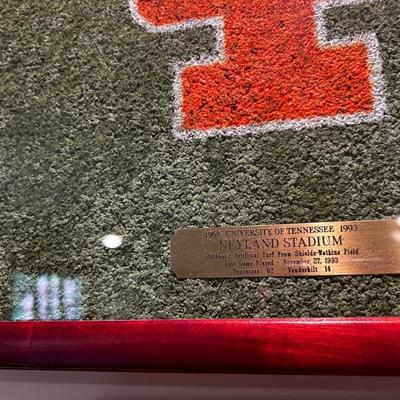 1968 UNIVERSITY OF TENNESSEE 1993
NEYLAND STADIUM
Authentic Artificial Turf From Shields-Watkins Field
Last Game Played - November 27, 1993
Tennessee 62 Vanderbilt 14